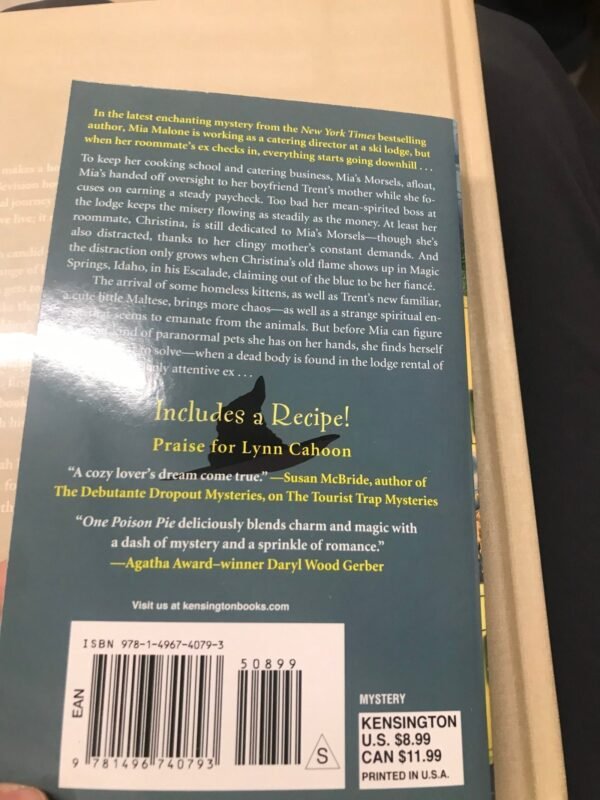 In the latest enchanting mystery from the New York Times bestselling
author, Mia Malone is working as a catering director at a ski lodge, but
when her roommate's ex checks in, everything starts going downhill . . .
To keep her cooking school and catering business, Mia's Morsels, afloat,
Mia's handed off oversight to her boyfriend Trent's mother while she fo-
cuses on earning a steady paycheck. Too bad her mean-spirited boss at
the lodge keeps the misery flowing as steadily as the money. At least her
roommate, Christina, is still dedicated to Mia's Morsels—though she's
also distracted, thanks to her clingy mother's constant demands. And
the distraction only grows when Christina's old flame shows up in Magic
Springs, Idaho, in his Escalade, claiming out of the blue to be her fiancé.
The arrival of some homeless kittens, as well as Trent's new familiar,
a cute little Maltese, brings more chaos—as well as a strange spiritual en-
seems to emanate from the animals. But before Mia can figure
kind of paranormal pets she has on her hands, she finds herself
to solve—when a dead body is found in the lodge rental of
attentive ex . . .
Includes a Recipe!
Praise for Lynn Cahoon
"A cozy lover's dream come true."—Susan McBride, author of
The Debutante Dropout Mysteries, on The Tourist Trap Mysteries
"One Poison Pie deliciously blends charm and magic with
a dash of mystery and a sprinkle of romance."
—Agatha Award–winner Daryl Wood Gerber
Visit us at kensingtonbooks.com
ISBN 978-1-4967-4079-3
50899
EAN
9 781496 740793
S
MYSTERY
KENSINGTON
U.S. $8.99
CAN $11.99
PRINTED IN U.S.A.